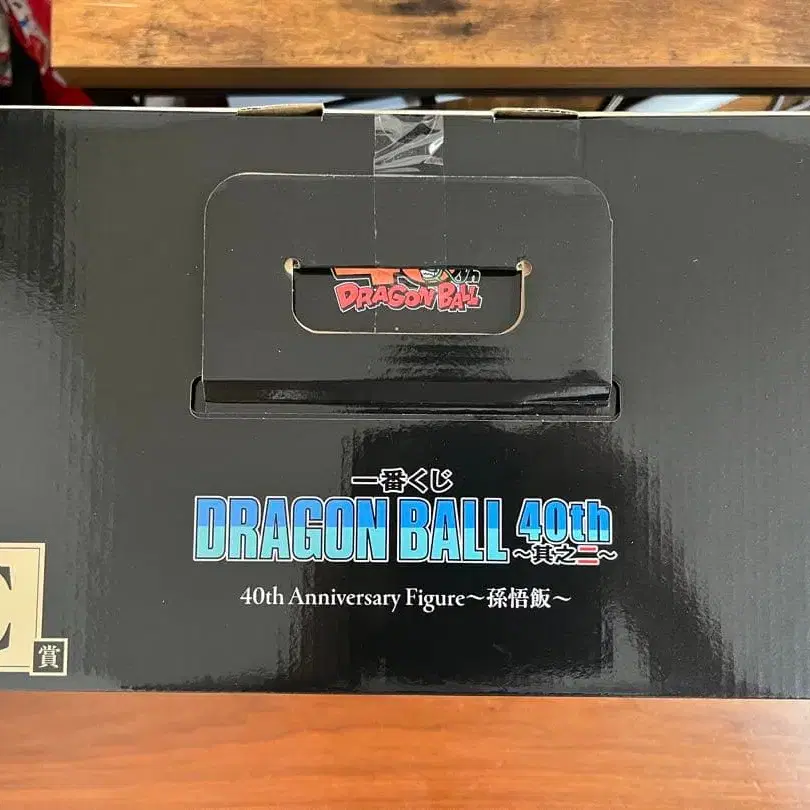 DRAGON BALL
一番くじ
DRAGON BALL 40th
～其之二～
40th Anniversary Figure～孫悟飯～
賞